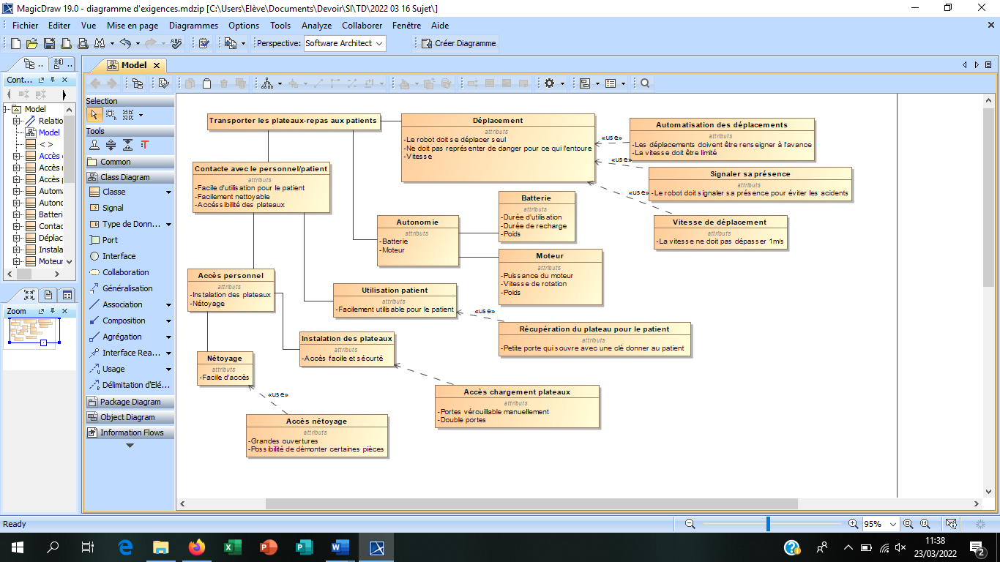 MagicDraw 19.0 - diagramme d'exigences.mdzip [C:\Users\Elève\Documents\Devoir\SI\TD\2022 03 16 Sujet\]
Fichier Editer Vue Mise en page Diagrammes Options Tools Analyze Collaborer Fenêtre Aide
Perspective: Software Architect Créer Diagramme
Model
Cont...
Model
Relatio
Model
< >
Accès
Accès
Accès
Automa
Autono
Batteri
Contac
Déplac
Instala
Moteur
Zoom
Selection
Tools
Common
Class Diagram
Classe
Signal
Type de Donn...
Port
Interface
Collaboration
Généralisation
Association
Composition
Agrégation
Interface Rea...
Usage
Délimitation d'Elé...
Package Diagram
Object Diagram
Information Flows
Transporter les plateaux-repas aux patients
Déplacement
attributs
-Le robot doit se déplacer seul
-Ne doit pas représenter de danger pour ce qui l'entoure
-Vitesse
«use»
Automatisation des déplacements
attributs
-Les déplacements doivent être renseigner à l'avance
-La vitesse doit être limité
«use»
Signaler sa présence
attributs
-Le robot doit signaler sa présence pour éviter les acidents
«use»
Vitesse de déplacement
attributs
-La vitesse ne doit pas dépasser 1m/s
Contacte avec le personnel/patient
attributs
-Facile d'utilisation pour le patient
-Facilement nettoyable
-Accéssibilité des plateaux
Autonomie
attributs
-Batterie
-Moteur
Batterie
attributs
-Durée d'utilisation
-Durée de recharge
-Poids
Moteur
attributs
-Puissance du moteur
-Vitesse de rotation
-Poids
Accès personnel
attributs
-Instalation des plateaux
-Nétoyage
Utilisation patient
attributs
-Facilement utilisable pour le patient
«use»
Récupération du plateau pour le patient
attributs
-Petite porte qui souvre avec une clé donner au patient
Instalation des plateaux
attributs
-Accès facile et sécurté
Nétoyage
attributs
-Facile d'accès
«use»
Accès chargement plateaux
attributs
-Portes vérouillable manuellement
-Double portes
Accès nétoyage
attributs
-Grandes ouvertures
-Possibilité de démonter certaines pièces
Ready
95%
11:38
23/03/2022
2